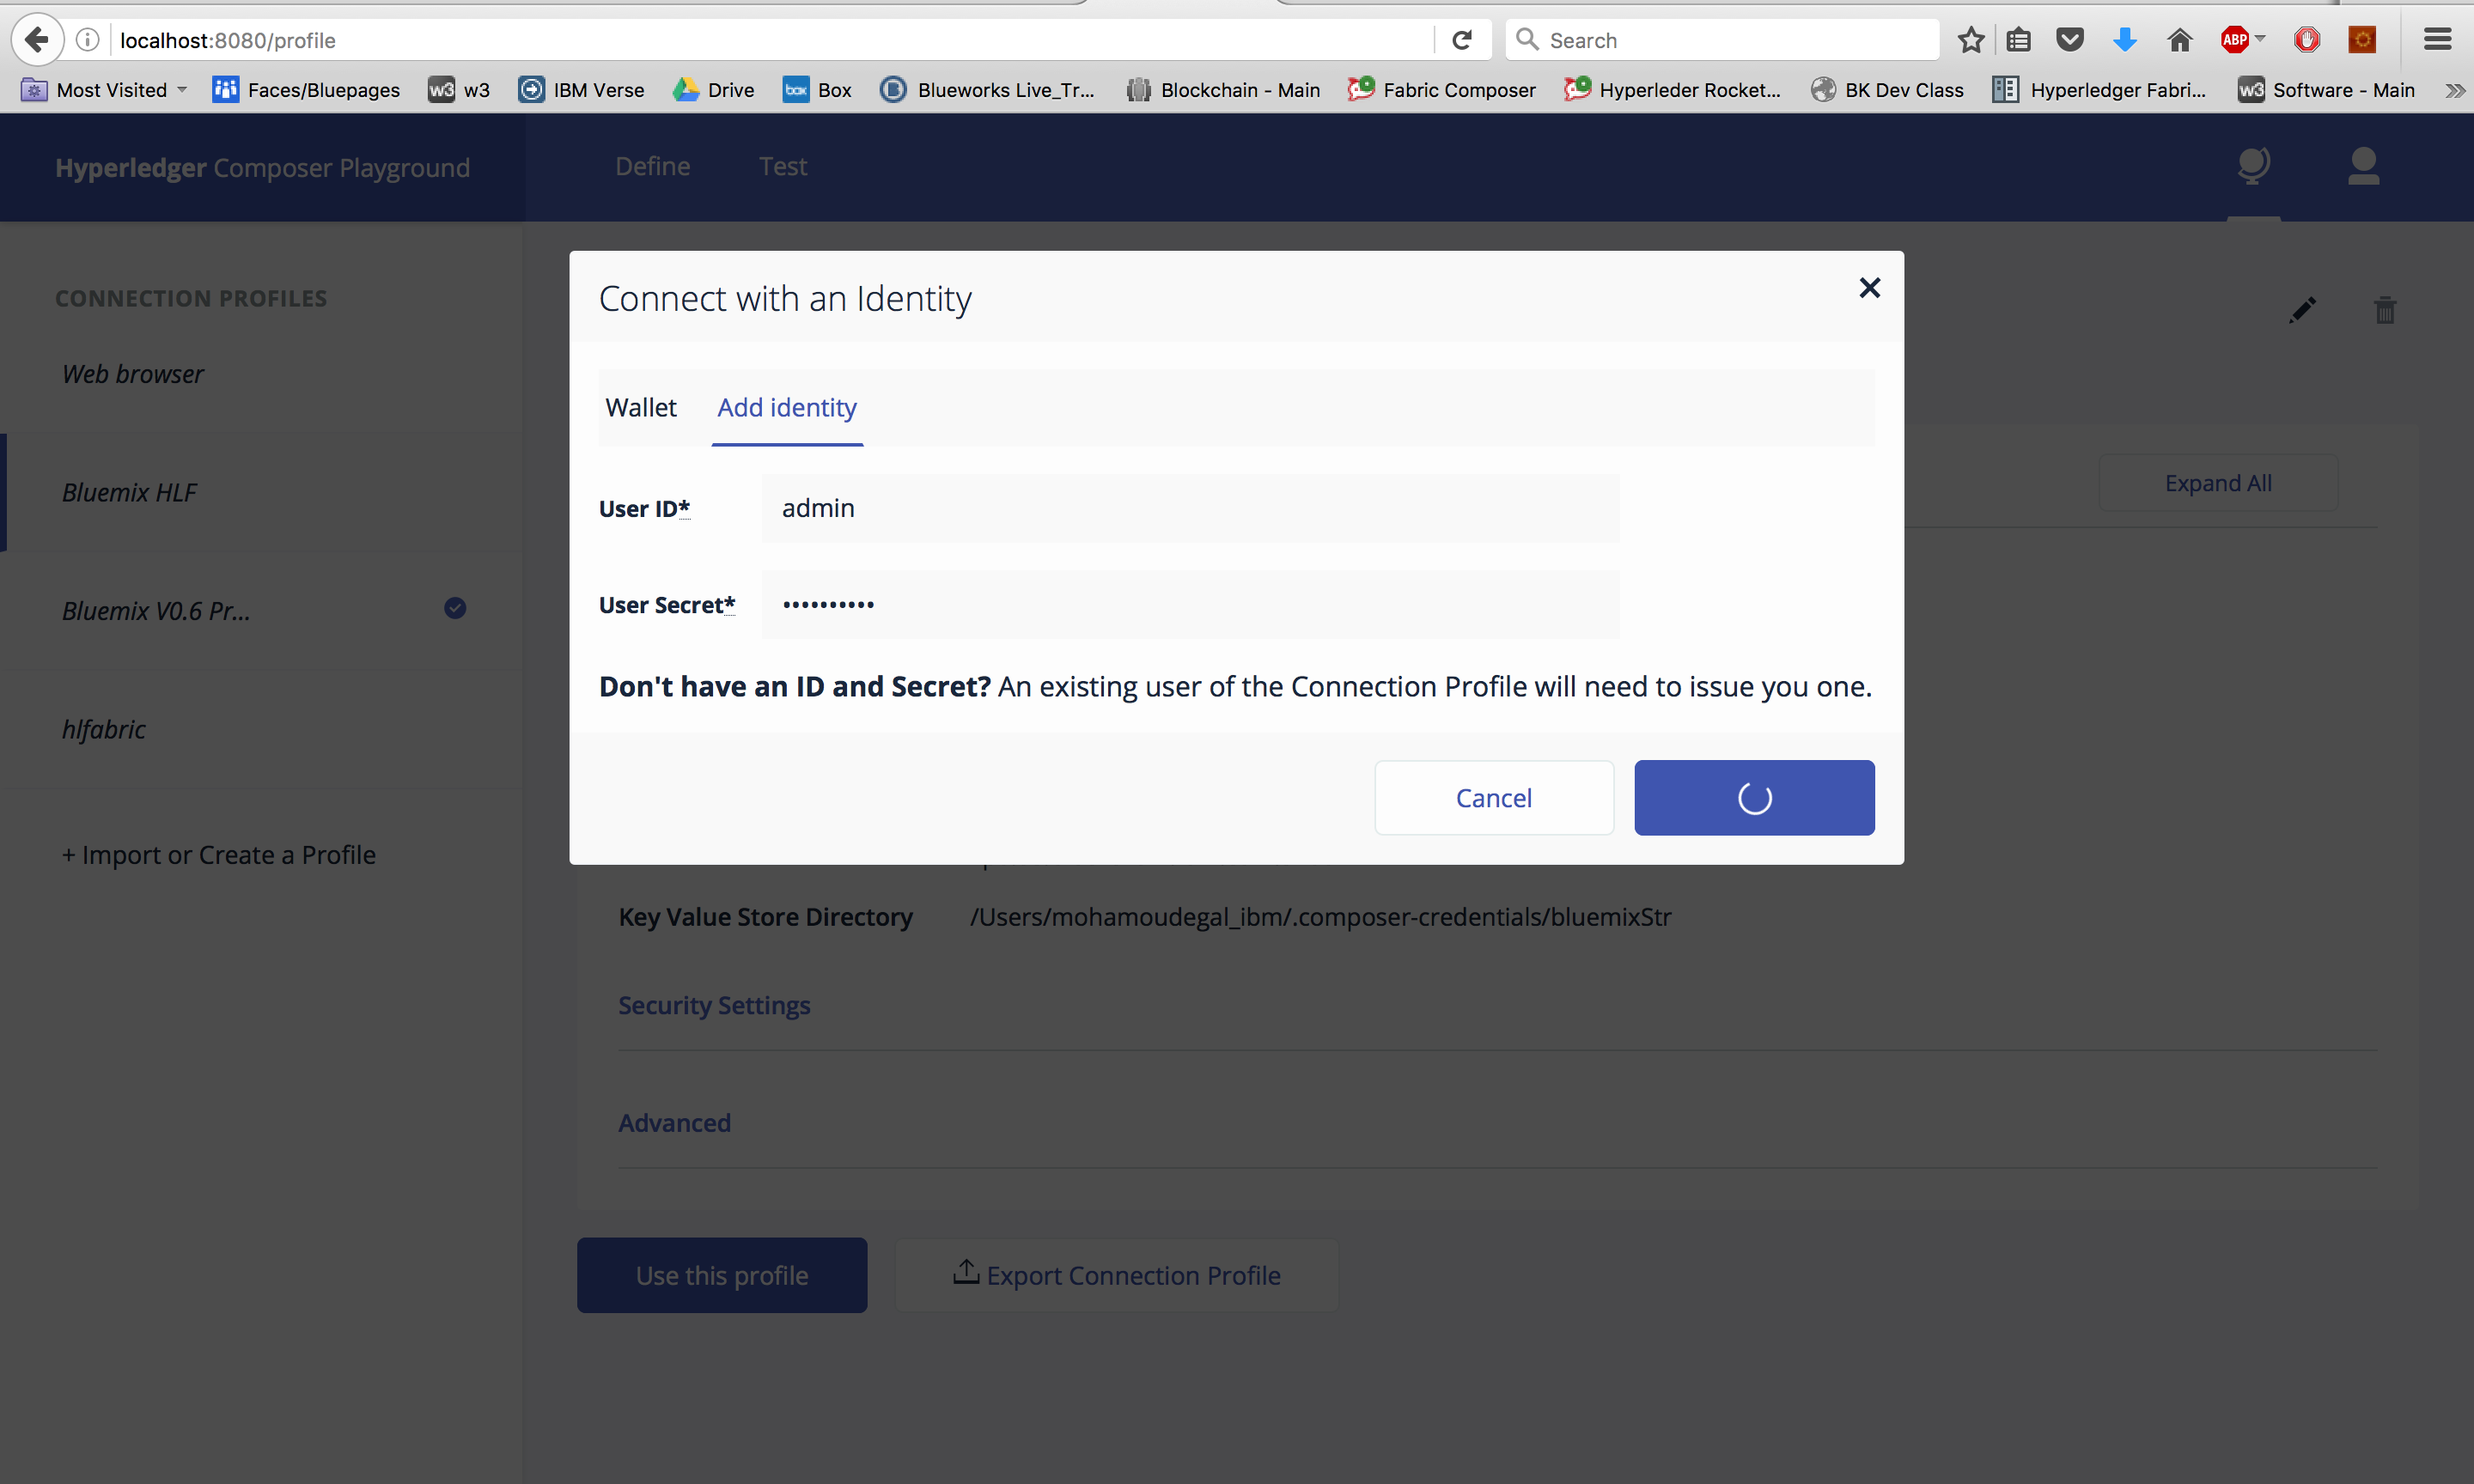 localhost:8080/profile
Search
ABP
Most Visited
Faces/Bluepages
w3 w3
IBM Verse
Drive
box Box
Blueworks Live_Tr...
Blockchain - Main
Fabric Composer
Hyperleder Rocket...
BK Dev Class
Hyperledger Fabri...
w3 Software - Main
Hyperledger Composer Playground
Define
Test
CONNECTION PROFILES
Web browser
Bluemix HLF
Bluemix V0.6 Pr...
hlfabric
+ Import or Create a Profile
Connect with an Identity
Wallet
Add identity
User ID*
admin
User Secret*
••••••••••
Don't have an ID and Secret? An existing user of the Connection Profile will need to issue you one.
Cancel
Expand All
Key Value Store Directory
/Users/mohamoudegal_ibm/.composer-credentials/bluemixStr
Security Settings
Advanced
Use this profile
Export Connection Profile